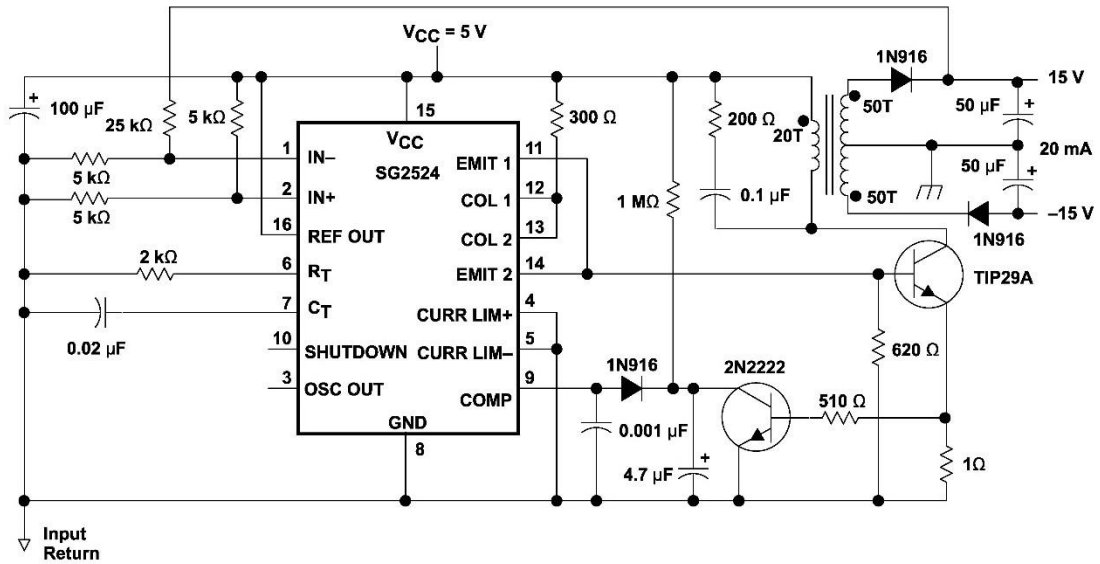 VCC = 5 V
1N916
15 V
100 µF
25 kΩ
5 kΩ
15
300 Ω
200 Ω
20T
50T
50 µF
VCC
SG2524
20 mA
1 IN–
EMIT 1 11
5 kΩ
2 IN+
COL 1 12
1 MΩ
0.1 µF
50 µF
50T
5 kΩ
16 REF OUT
COL 2 13
–15 V
1N916
2 kΩ
6 RT
EMIT 2 14
TIP29A
7 CT
CURR LIM+ 4
0.02 µF
10 SHUTDOWN
CURR LIM– 5
620 Ω
1N916
2N2222
3 OSC OUT
COMP 9
510 Ω
GND
8
0.001 µF
4.7 µF
1Ω
+
+
+
+
Input
Return